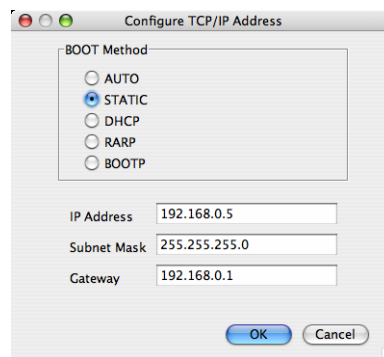 Configure TCP/IP Address
BOOT Method
AUTO
STATIC
DHCP
RARP
BOOTP
IP Address 192.168.0.5
Subnet Mask 255.255.255.0
Gateway 192.168.0.1
OK Cancel